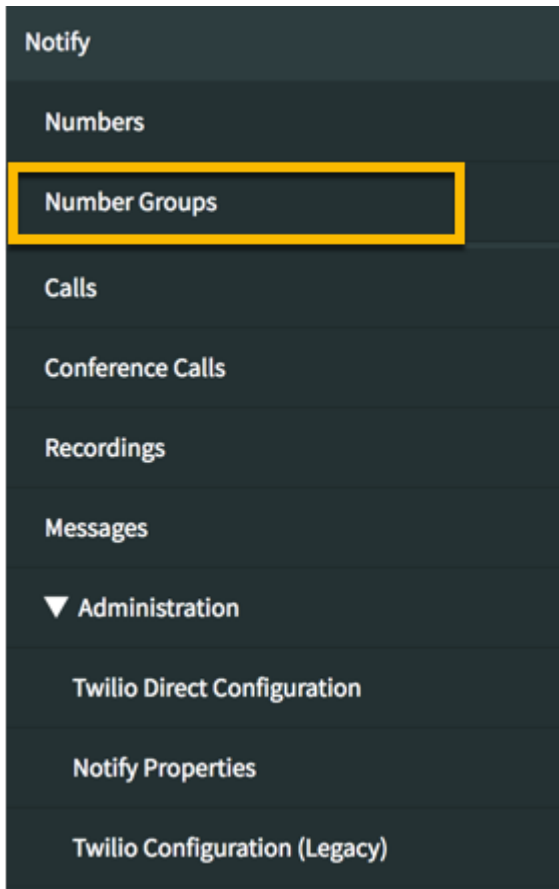 Notify
Numbers
Number Groups
Calls
Conference Calls
Recordings
Messages
Administration
Twilio Direct Configuration
Notify Properties
Twilio Configuration (Legacy)